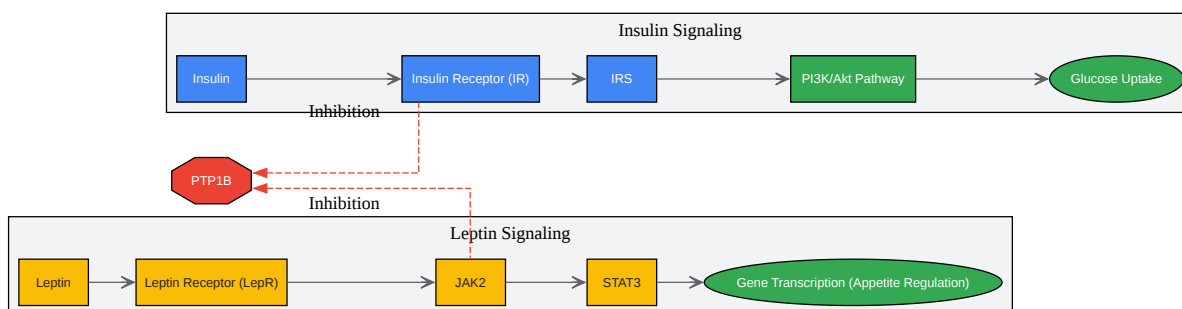 Insulin Signaling
Insulin
Insulin Receptor (IR)
IRS
PI3K/Akt Pathway
Glucose Uptake
Inhibition
PTP1B
Inhibition
Leptin Signaling
Leptin
Leptin Receptor (LepR)
JAK2
STAT3
Gene Transcription (Appetite Regulation)